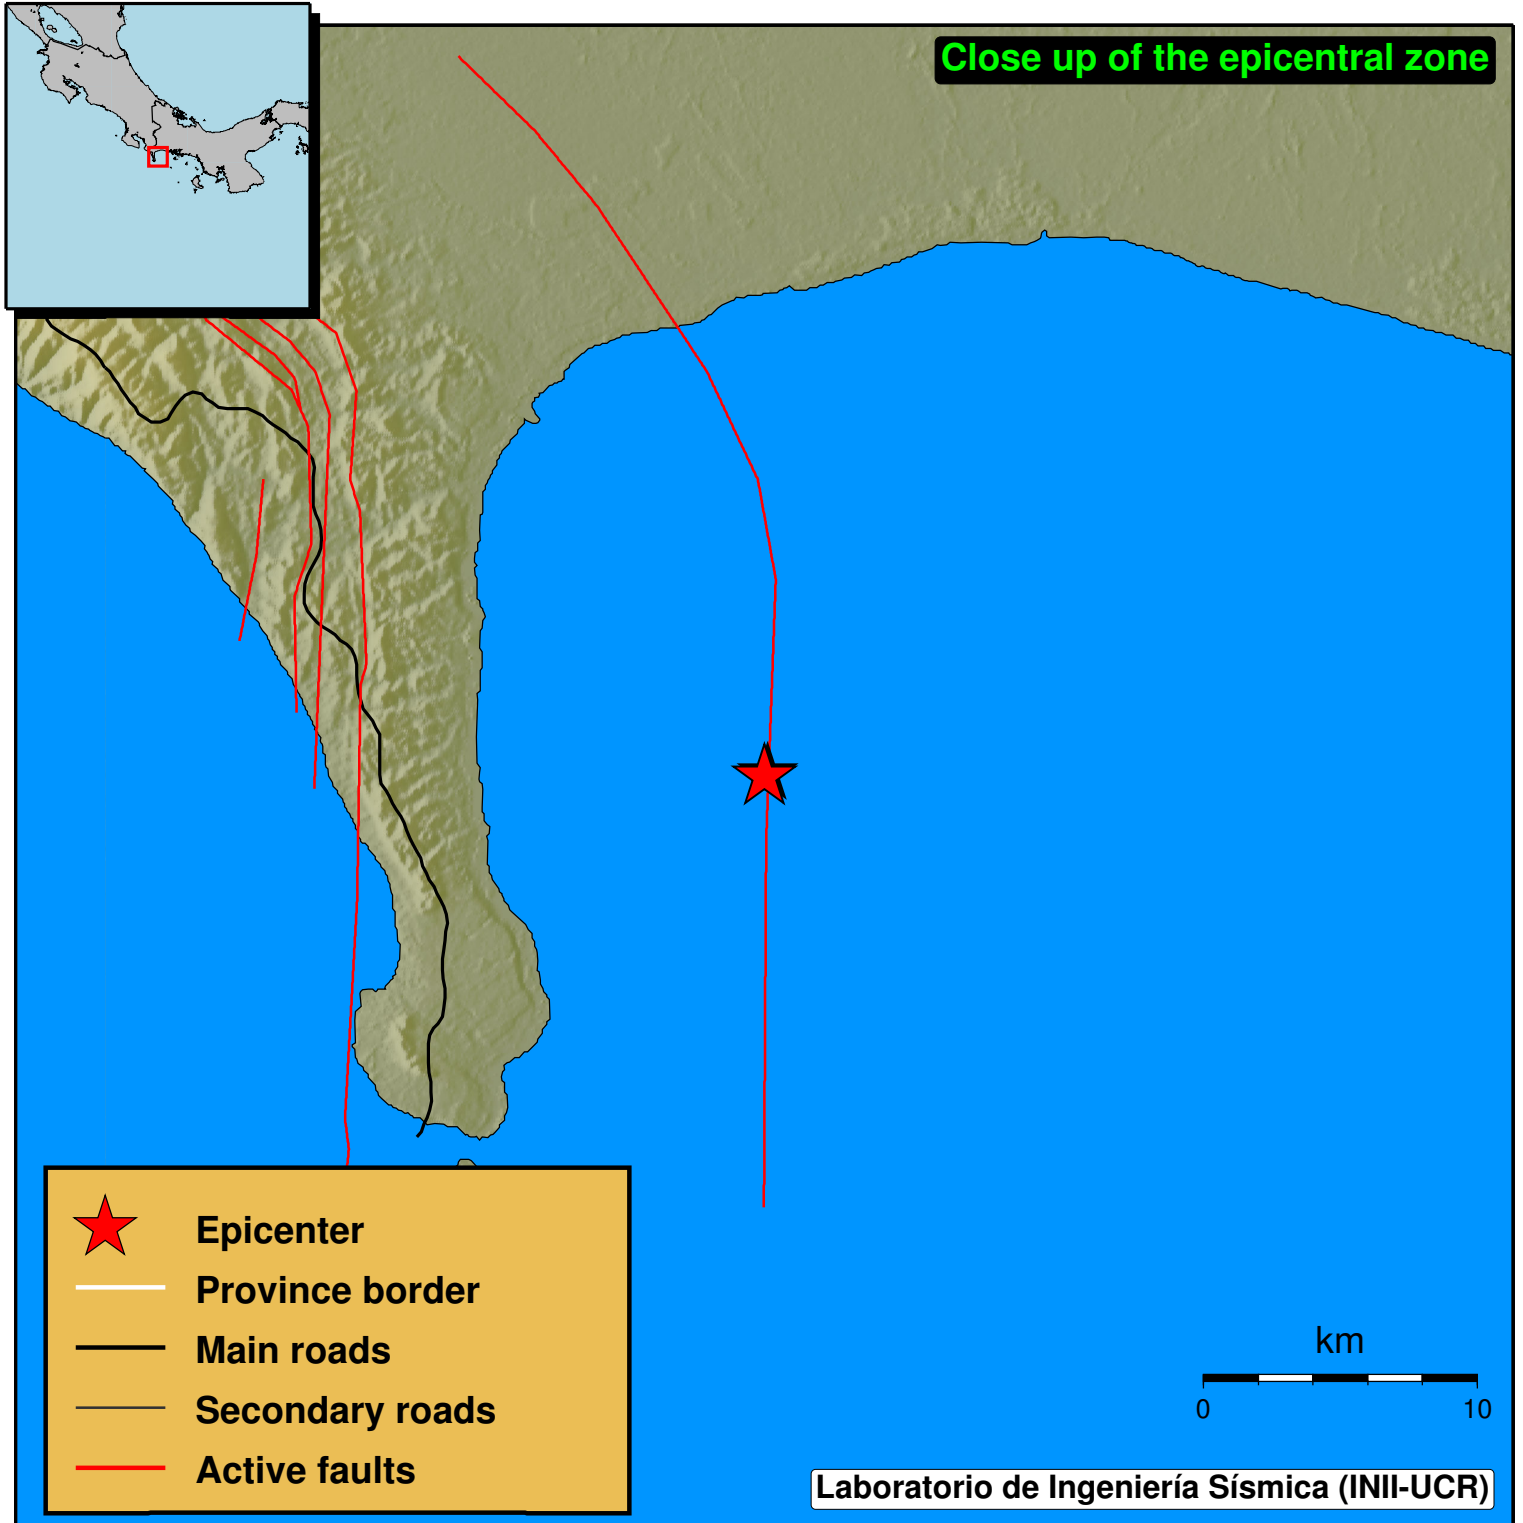 Close up of the epicentral zone
Epicenter
Province border
Main roads
Secondary roads
Active faults
km
0 10
Laboratorio de Ingeniería Sísmica (INII-UCR)